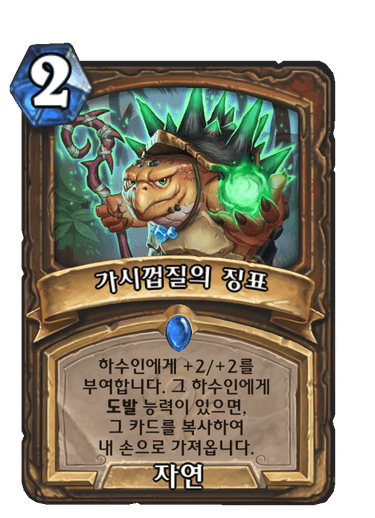 2
가시껍질의 징표
하수인에게 +2/+2를
부여합니다. 그 하수인에게
도발 능력이 있으면,
그 카드를 복사하여
내 손으로 가져옵니다.
자연